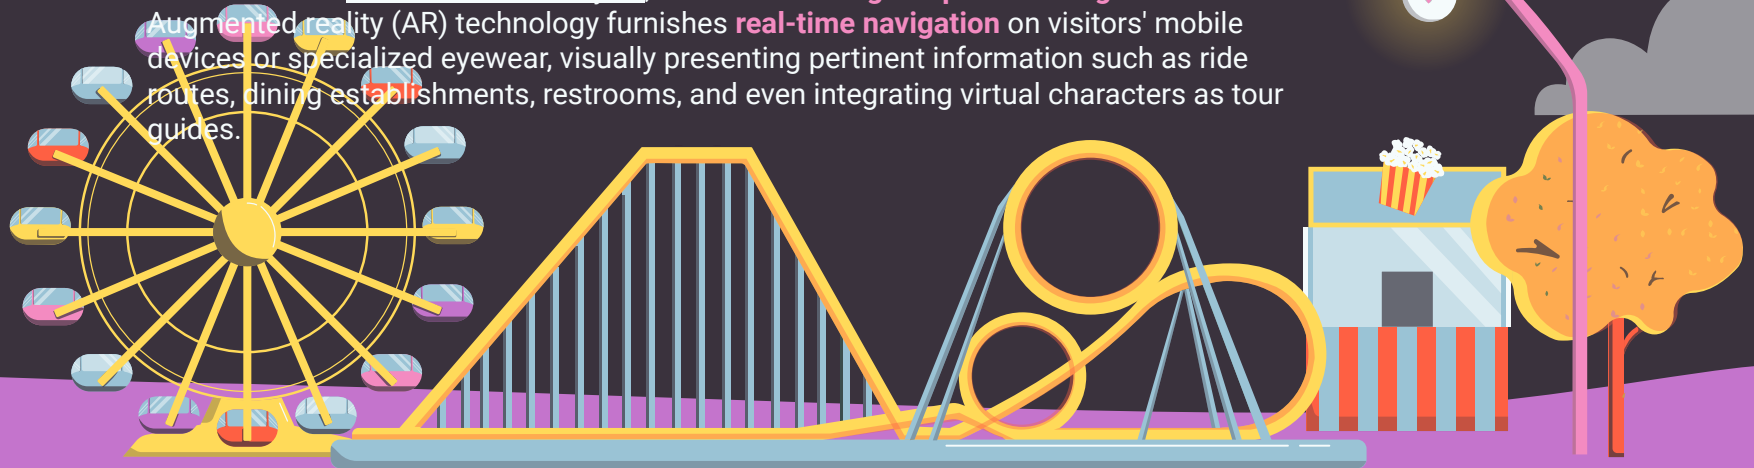 Augmented reality (AR) technology furnishes real-time navigation on visitors' mobile
devices or specialized eyewear, visually presenting pertinent information such as ride
routes, dining establishments, restrooms, and even integrating virtual characters as tour
guides.